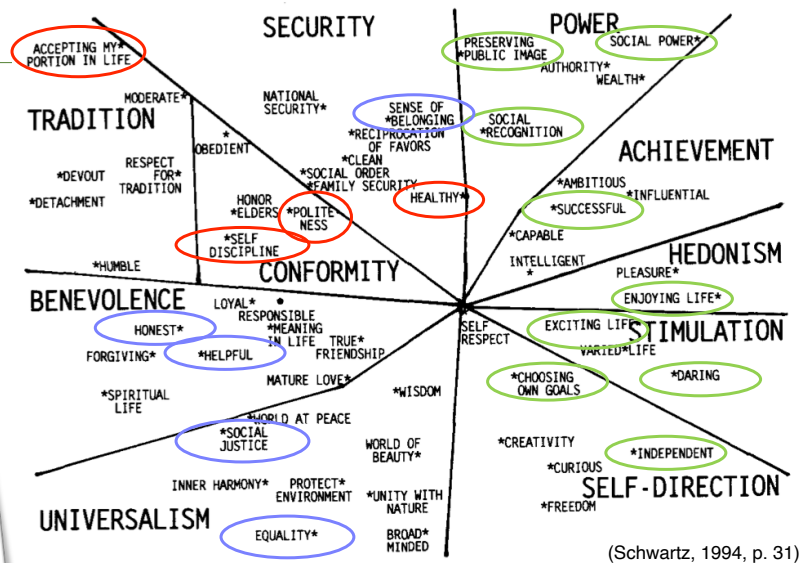 SECURITY
POWER
ACCEPTING MY*
PORTION IN LIFE
PRESERVING
*PUBLIC IMAGE
SOCIAL POWER*
AUTHORITY*
WEALTH*
MODERATE*
NATIONAL
SECURITY*
SENSE OF
*BELONGING
SOCIAL
*RECOGNITION
TRADITION
*
OBEDIENT
*RECIPROCATION
OF FAVORS
*CLEAN
ACHIEVEMENT
RESPECT
FOR*
TRADITION
*DEVOUT
*SOCIAL ORDER
*FAMILY SECURITY
*AMBITIOUS
*INFLUENTIAL
*DETACHMENT
HONOR
*ELDERS
*POLITE-
NESS
HEALTHY*
*SUCCESSFUL
*SELF
DISCIPLINE
*CAPABLE
HEDONISM
*HUMBLE
CONFORMITY
INTELLIGENT
*
PLEASURE*
BENEVOLENCE
LOYAL*
RESPONSIBLE
ENJOYING LIFE*
HONEST*
*MEANING
IN LIFE
TRUE*
FRIENDSHIP
SELF
RESPECT
EXCITING LIFE
STIMULATION
VARIED*LIFE
FORGIVING*
*HELPFUL
MATURE LOVE*
*CHOOSING
OWN GOALS
*DARING
*SPIRITUAL
LIFE
*WISDOM
*WORLD AT PEACE
*SOCIAL
JUSTICE
WORLD OF
BEAUTY*
*CREATIVITY
*INDEPENDENT
*CURIOUS
INNER HARMONY*
PROTECT*
ENVIRONMENT
*UNITY WITH
NATURE
*FREEDOM
SELF-DIRECTION
UNIVERSALISM
EQUALITY*
BROAD*
MINDED
(Schwartz, 1994, p. 31)